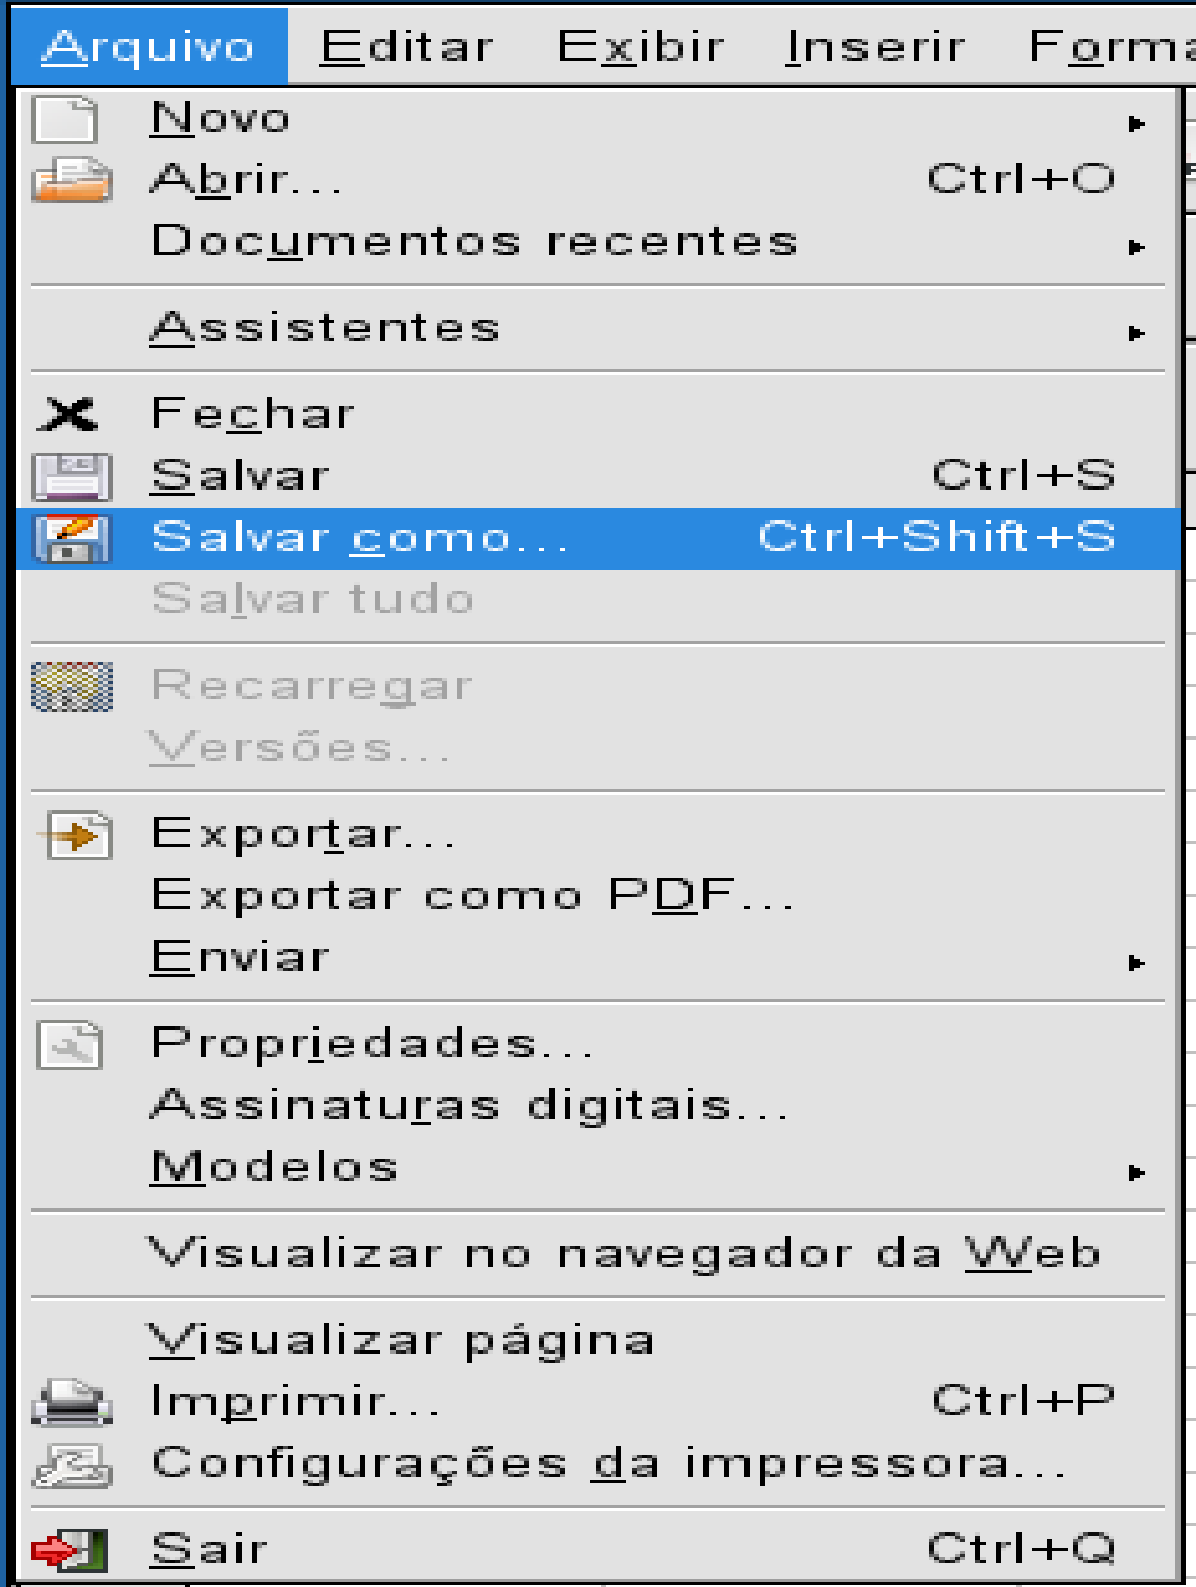 Arquivo Editar Exibir Inserir Forma
Novo
Abrir... Ctrl+O
Documentos recentes
Assistentes
Fechar
Salvar Ctrl+S
Salvar como... Ctrl+Shift+S
Salvar tudo
Recarregar
Versões...
Exportar...
Exportar como PDF...
Enviar
Propriedades...
Assinaturas digitais...
Modelos
Visualizar no navegador da Web
Visualizar página
Imprimir... Ctrl+P
Configurações da impressora...
Sair Ctrl+Q